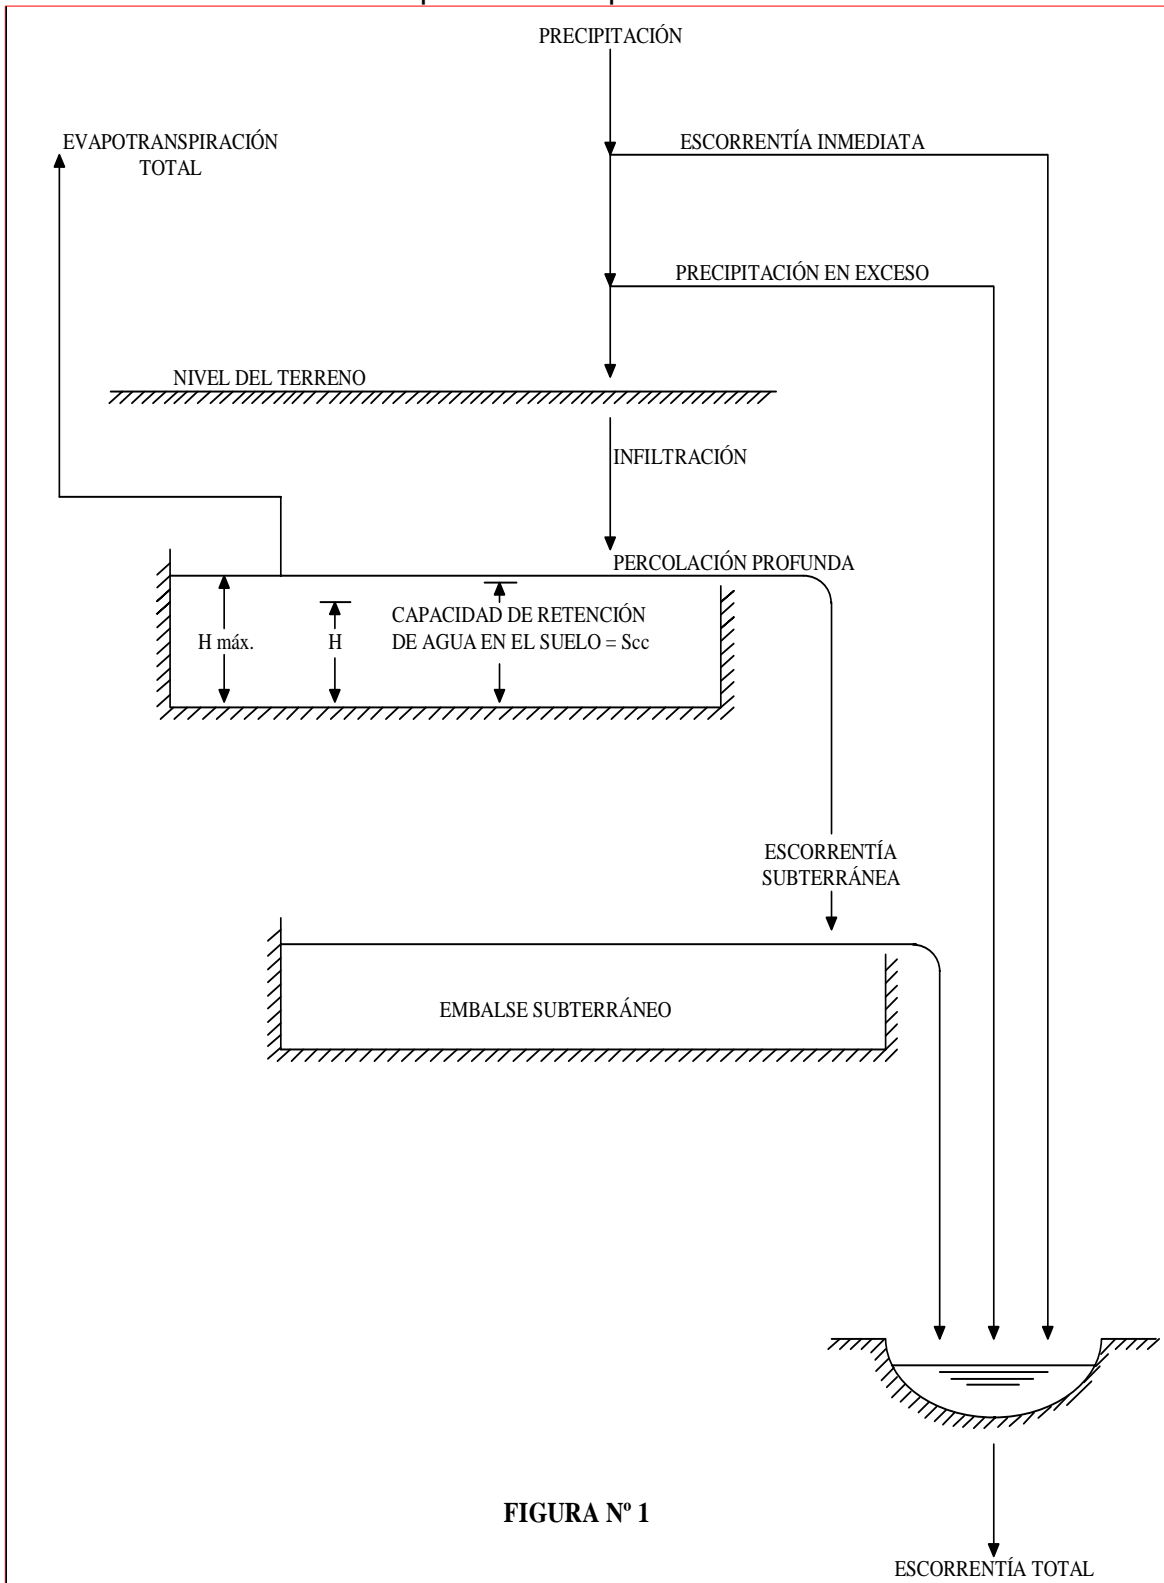 PRECIPITACIÓN
EVAPOTRANSPIRACIÓN
TOTAL
ESCORRENTÍA INMEDIATA
PRECIPITACIÓN EN EXCESO
NIVEL DEL TERRENO
INFILTRACIÓN
PERCOLACIÓN PROFUNDA
H máx.
H
CAPACIDAD DE RETENCIÓN
DE AGUA EN EL SUELO = Scc
ESCORRENTÍA
SUBTERRÁNEA
EMBALSE SUBTERRÁNEO
FIGURA Nº 1
ESCORRENTÍA TOTAL